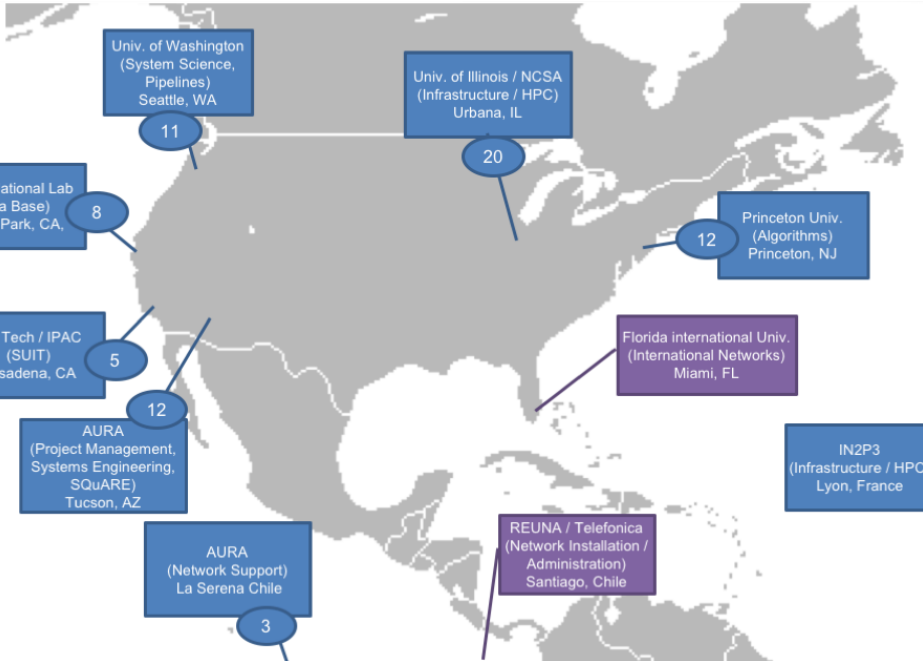 Univ. of Washington
(System Science,
Pipelines)
Seattle, WA
11
Univ. of Illinois / NCSA
(Infrastructure / HPC)
Urbana, IL
20
ational Lab
a Base)
Park, CA,
8
Princeton Univ.
(Algorithms)
Princeton, NJ
12
Tech / IPAC
(SUIT)
sadena, CA
5
Florida international Univ.
(International Networks)
Miami, FL
12
AURA
(Project Management,
Systems Engineering,
SQuARE)
Tucson, AZ
IN2P3
(Infrastructure / HPC
Lyon, France
AURA
(Network Support)
La Serena Chile
3
REUNA / Telefonica
(Network Installation /
Administration)
Santiago, Chile